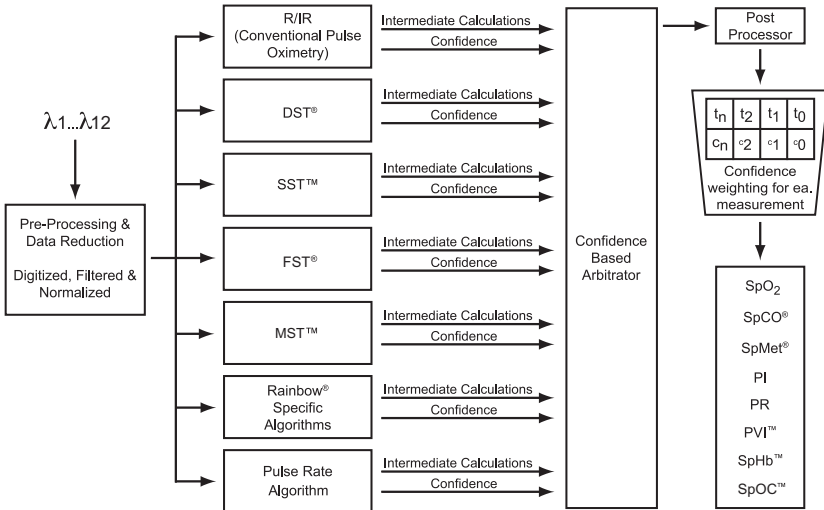 λ1...λ12
Pre-Processing &
Data Reduction
Digitized, Filtered &
Normalized
R/IR
(Conventional Pulse
Oximetry)
Intermediate Calculations
Confidence
DST®
Intermediate Calculations
Confidence
SST™
Intermediate Calculations
Confidence
FST®
Intermediate Calculations
Confidence
MST™
Intermediate Calculations
Confidence
Rainbow®
Specific
Algorithms
Intermediate Calculations
Confidence
Pulse Rate
Algorithm
Intermediate Calculations
Confidence
Confidence
Based
Arbitrator
Post
Processor
tn t2 t1 t0
cn c2 c1 c0
Confidence
weighting for ea.
measurement
SpO2
SpCO®
SpMet®
PI
PR
PVI™
SpHb™
SpOC™